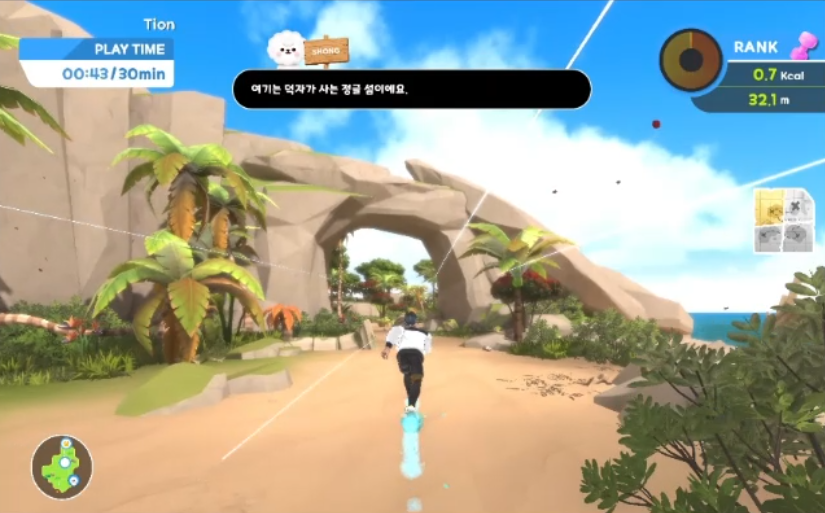 Tion
PLAY TIME
00:43/30min
SHONG
여기는 덕자가 사는 정글 섬이에요.
RANK
0.7 Kcal
32.1 m